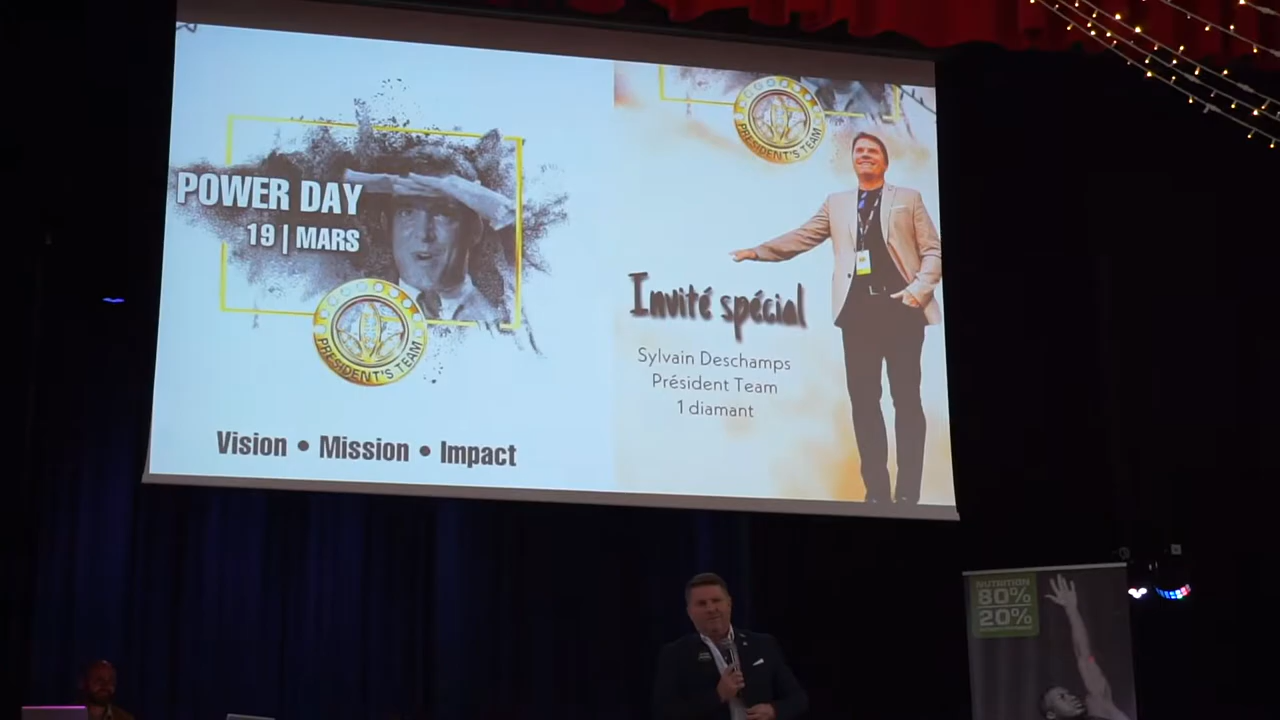 POWER DAY
19 | MARS
PRESIDENT'S TEAM
Vision • Mission • Impact
PRESIDENT'S TEAM
Invité spécial
Sylvain Deschamps
Président Team
1 diamant
NUTRITION
80%
20%